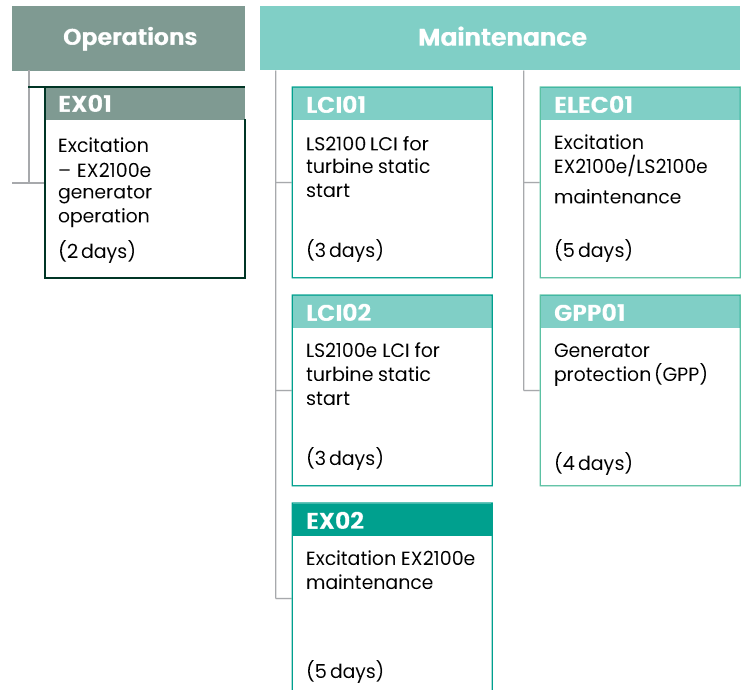 Operations
EX01
Excitation
– EX2100e
generator
operation
(2 days)
Maintenance
LCI01
LS2100 LCI for
turbine static
start
(3 days)
LCI02
LS2100e LCI for
turbine static
start
(3 days)
EX02
Excitation EX2100e
maintenance
(5 days)
ELEC01
Excitation
EX2100e/LS2100e
maintenance
(5 days)
GPP01
Generator
protection (GPP)
(4 days)